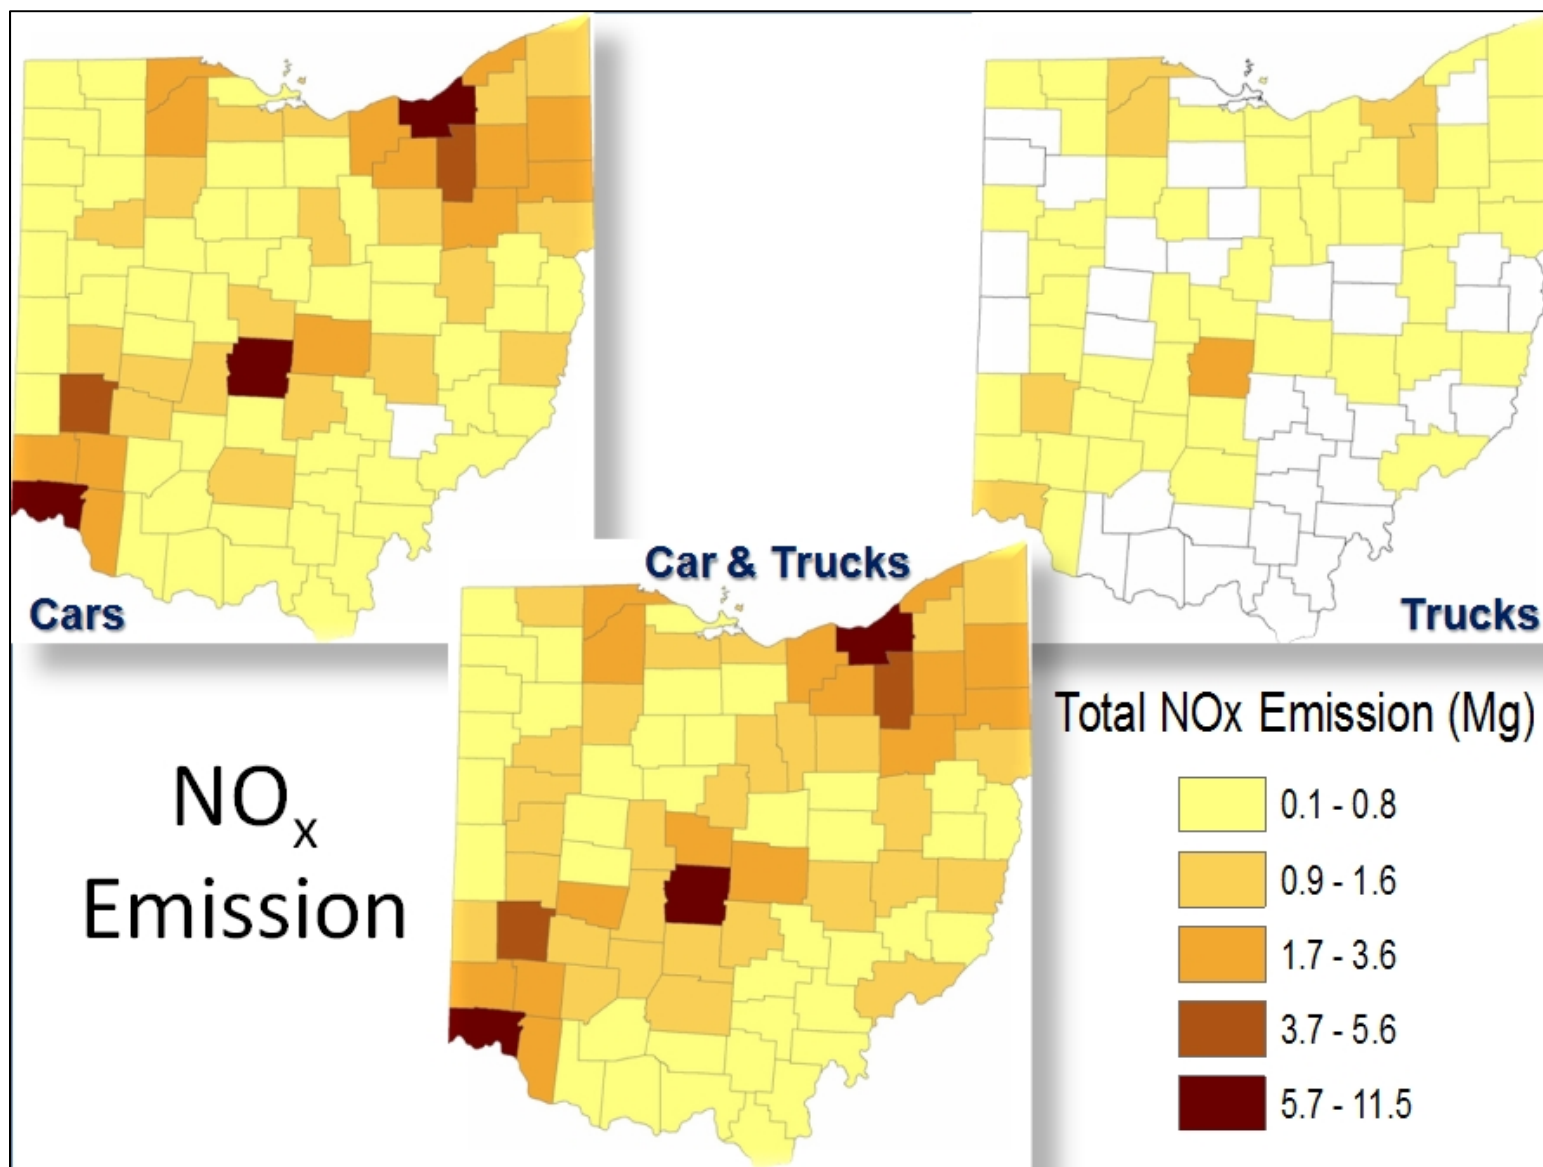 Cars
Car & Trucks
Trucks
NOx
Emission
Total NOx Emission (Mg)
0.1 - 0.8
0.9 - 1.6
1.7 - 3.6
3.7 - 5.6
5.7 - 11.5